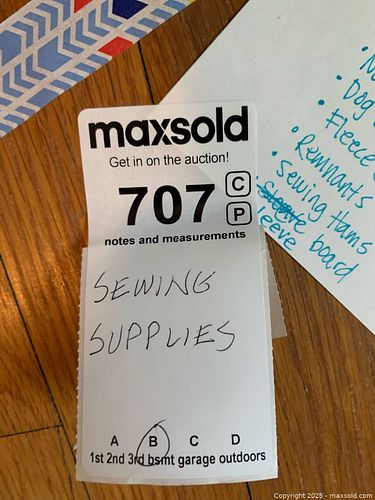 maxsold
Get in on the auction!
707 C P
notes and measurements
SEWING
SUPPLIES
A B C D
1st 2nd 3rd bsmt garage outdoors
• Dog
• Fleece
• Remnants
• Sewing Hams
eeve board
© Copyright 2025 - maxsold.com